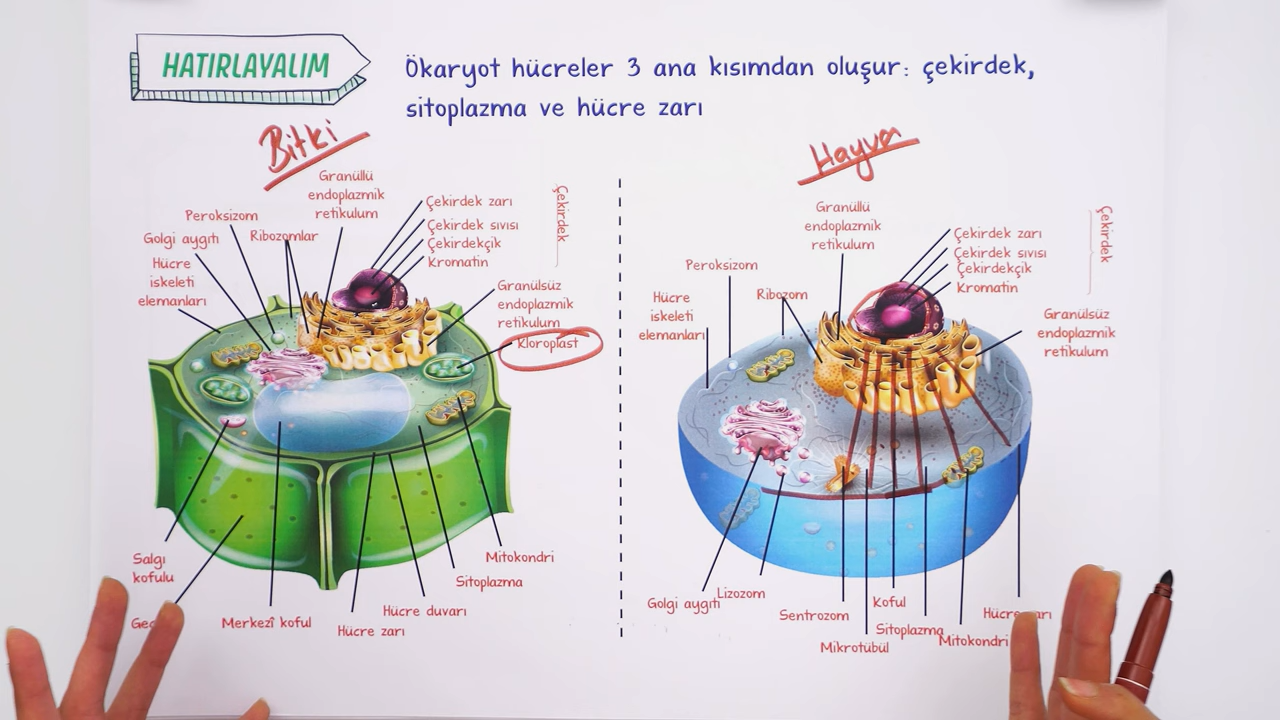 HATIRLAYALIM
Ökaryot hücreler 3 ana kısımdan oluşur: çekirdek,
sitoplazma ve hücre zarı
Bitki
Granüllü
endoplazmik
retikulum
Peroksizom
Golgi aygıtı
Ribozomlar
Hücre
iskeleti
elemanları
Çekirdek zarı
Çekirdek sıvısı
Çekirdekçik
Kromatin
Çekirdek
Granülsüz
endoplazmik
retikulum
Kloroplast
Salgı
kofulu
Merkezî koful
Hücre zarı
Hücre duvarı
Sitoplazma
Mitokondri
Hayva
Granüllü
endoplazmik
retikulum
Peroksizom
Ribozom
Hücre
iskeleti
elemanları
Çekirdek zarı
Çekirdek sıvısı
Çekirdekçik
Kromatin
Çekirdek
Granülsüz
endoplazmik
retikulum
Golgi aygıtı
Lizozom
Sentrozom
Mikrotübül
Koful
Sitoplazma
Mitokondri
Hücre